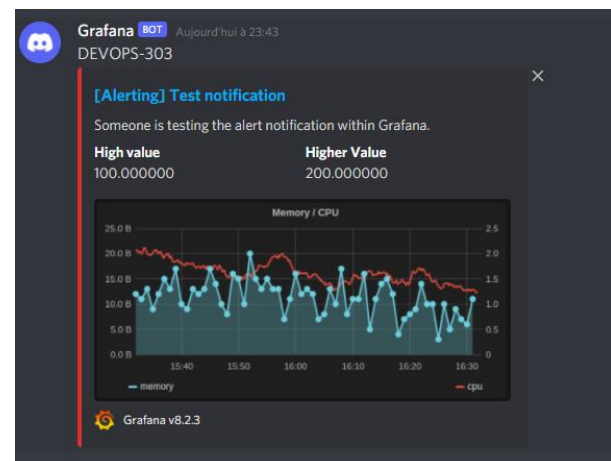 Grafana BOT Aujourd'hui à 23:43
DEVOPS-303
[Alerting] Test notification
Someone is testing the alert notification within Grafana.
High value Higher Value
100.000000 200.000000
Memory / CPU
25.0 B 2.5
20.0 B 2.0
15.0 B 1.5
10.0 B 1.0
5.0 B 0.5
0.0 B 0
15:40 15:50 16:00 16:10 16:20 16:30
memory cpu
Grafana v8.2.3